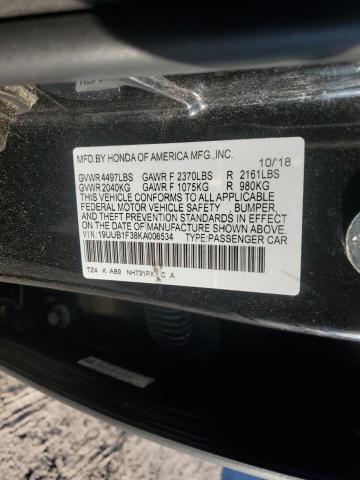 MFD.BY HONDA OF AMERICA MFG.,INC. 10/'18
GVWR 4497LBS GAWR F 2370LBS R 2161LBS
GVWR 2040KG GAWR F 1075KG R 980KG
THIS VEHICLE CONFORMS TO ALL APPLICABLE
FEDERAL MOTOR VEHICLE SAFETY, BUMPER,
AND THEFT PREVENTION STANDARDS IN EFFECT
ON THE DATE OF MANUFACTURE SHOWN ABOVE.
VIN:19UUB1F38KA006534 TYPE:PASSENGER CAR
TZ4 K AB9 C A